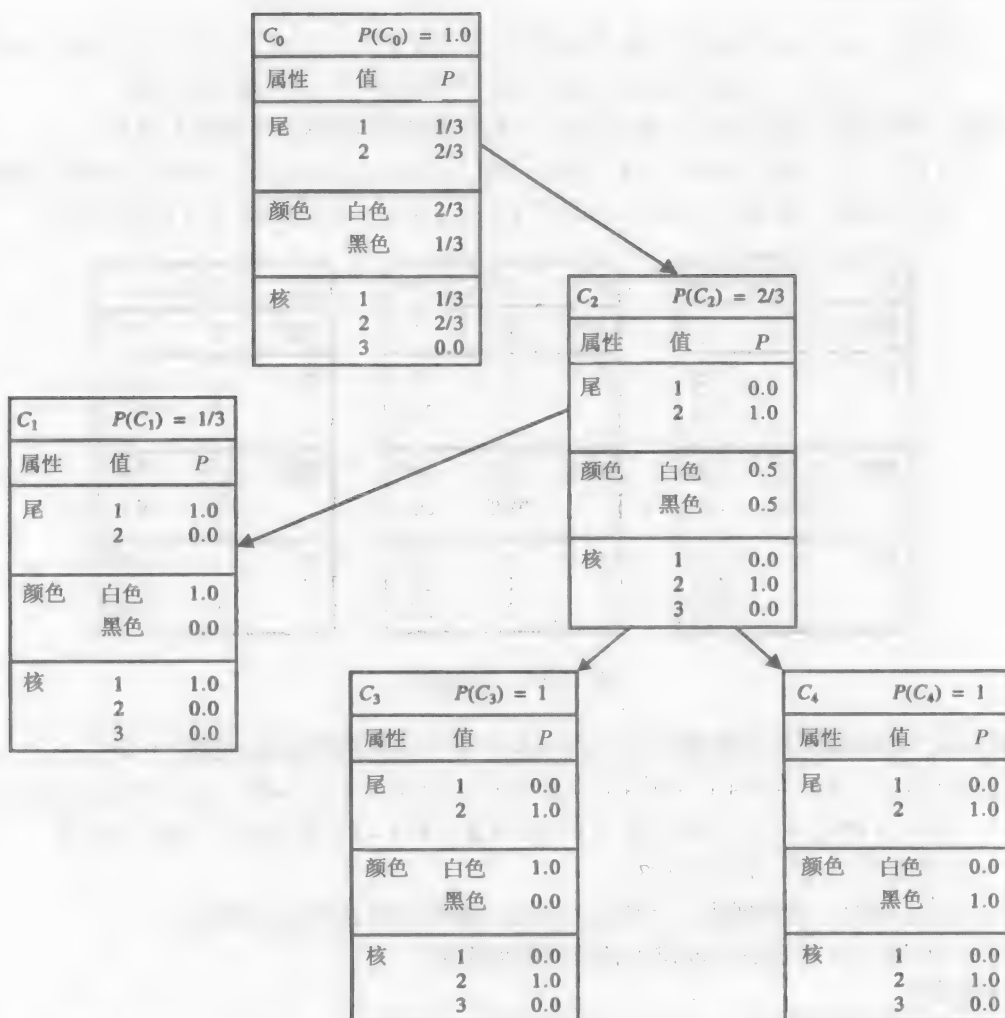 C₀ P(C₀) = 1.0
属性 值 P
尾 1 1/3
2 2/3
颜色 白色 2/3
黑色 1/3
核 1 1/3
2 2/3
3 0.0
C₂ P(C₂) = 2/3
属性 值 P
尾 1 0.0
2 1.0
颜色 白色 0.5
黑色 0.5
核 1 0.0
2 1.0
3 0.0
C₁ P(C₁) = 1/3
属性 值 P
尾 1 1.0
2 0.0
颜色 白色 1.0
黑色 0.0
核 1 1.0
2 0.0
3 0.0
C₃ P(C₃) = 1
属性 值 P
尾 1 0.0
2 1.0
颜色 白色 1.0
黑色 0.0
核 1 0.0
2 1.0
3 0.0
C₄ P(C₄) = 1
属性 值 P
尾 1 0.0
2 1.0
颜色 白色 0.0
黑色 1.0
核 1 0.0
2 1.0
3 0.0